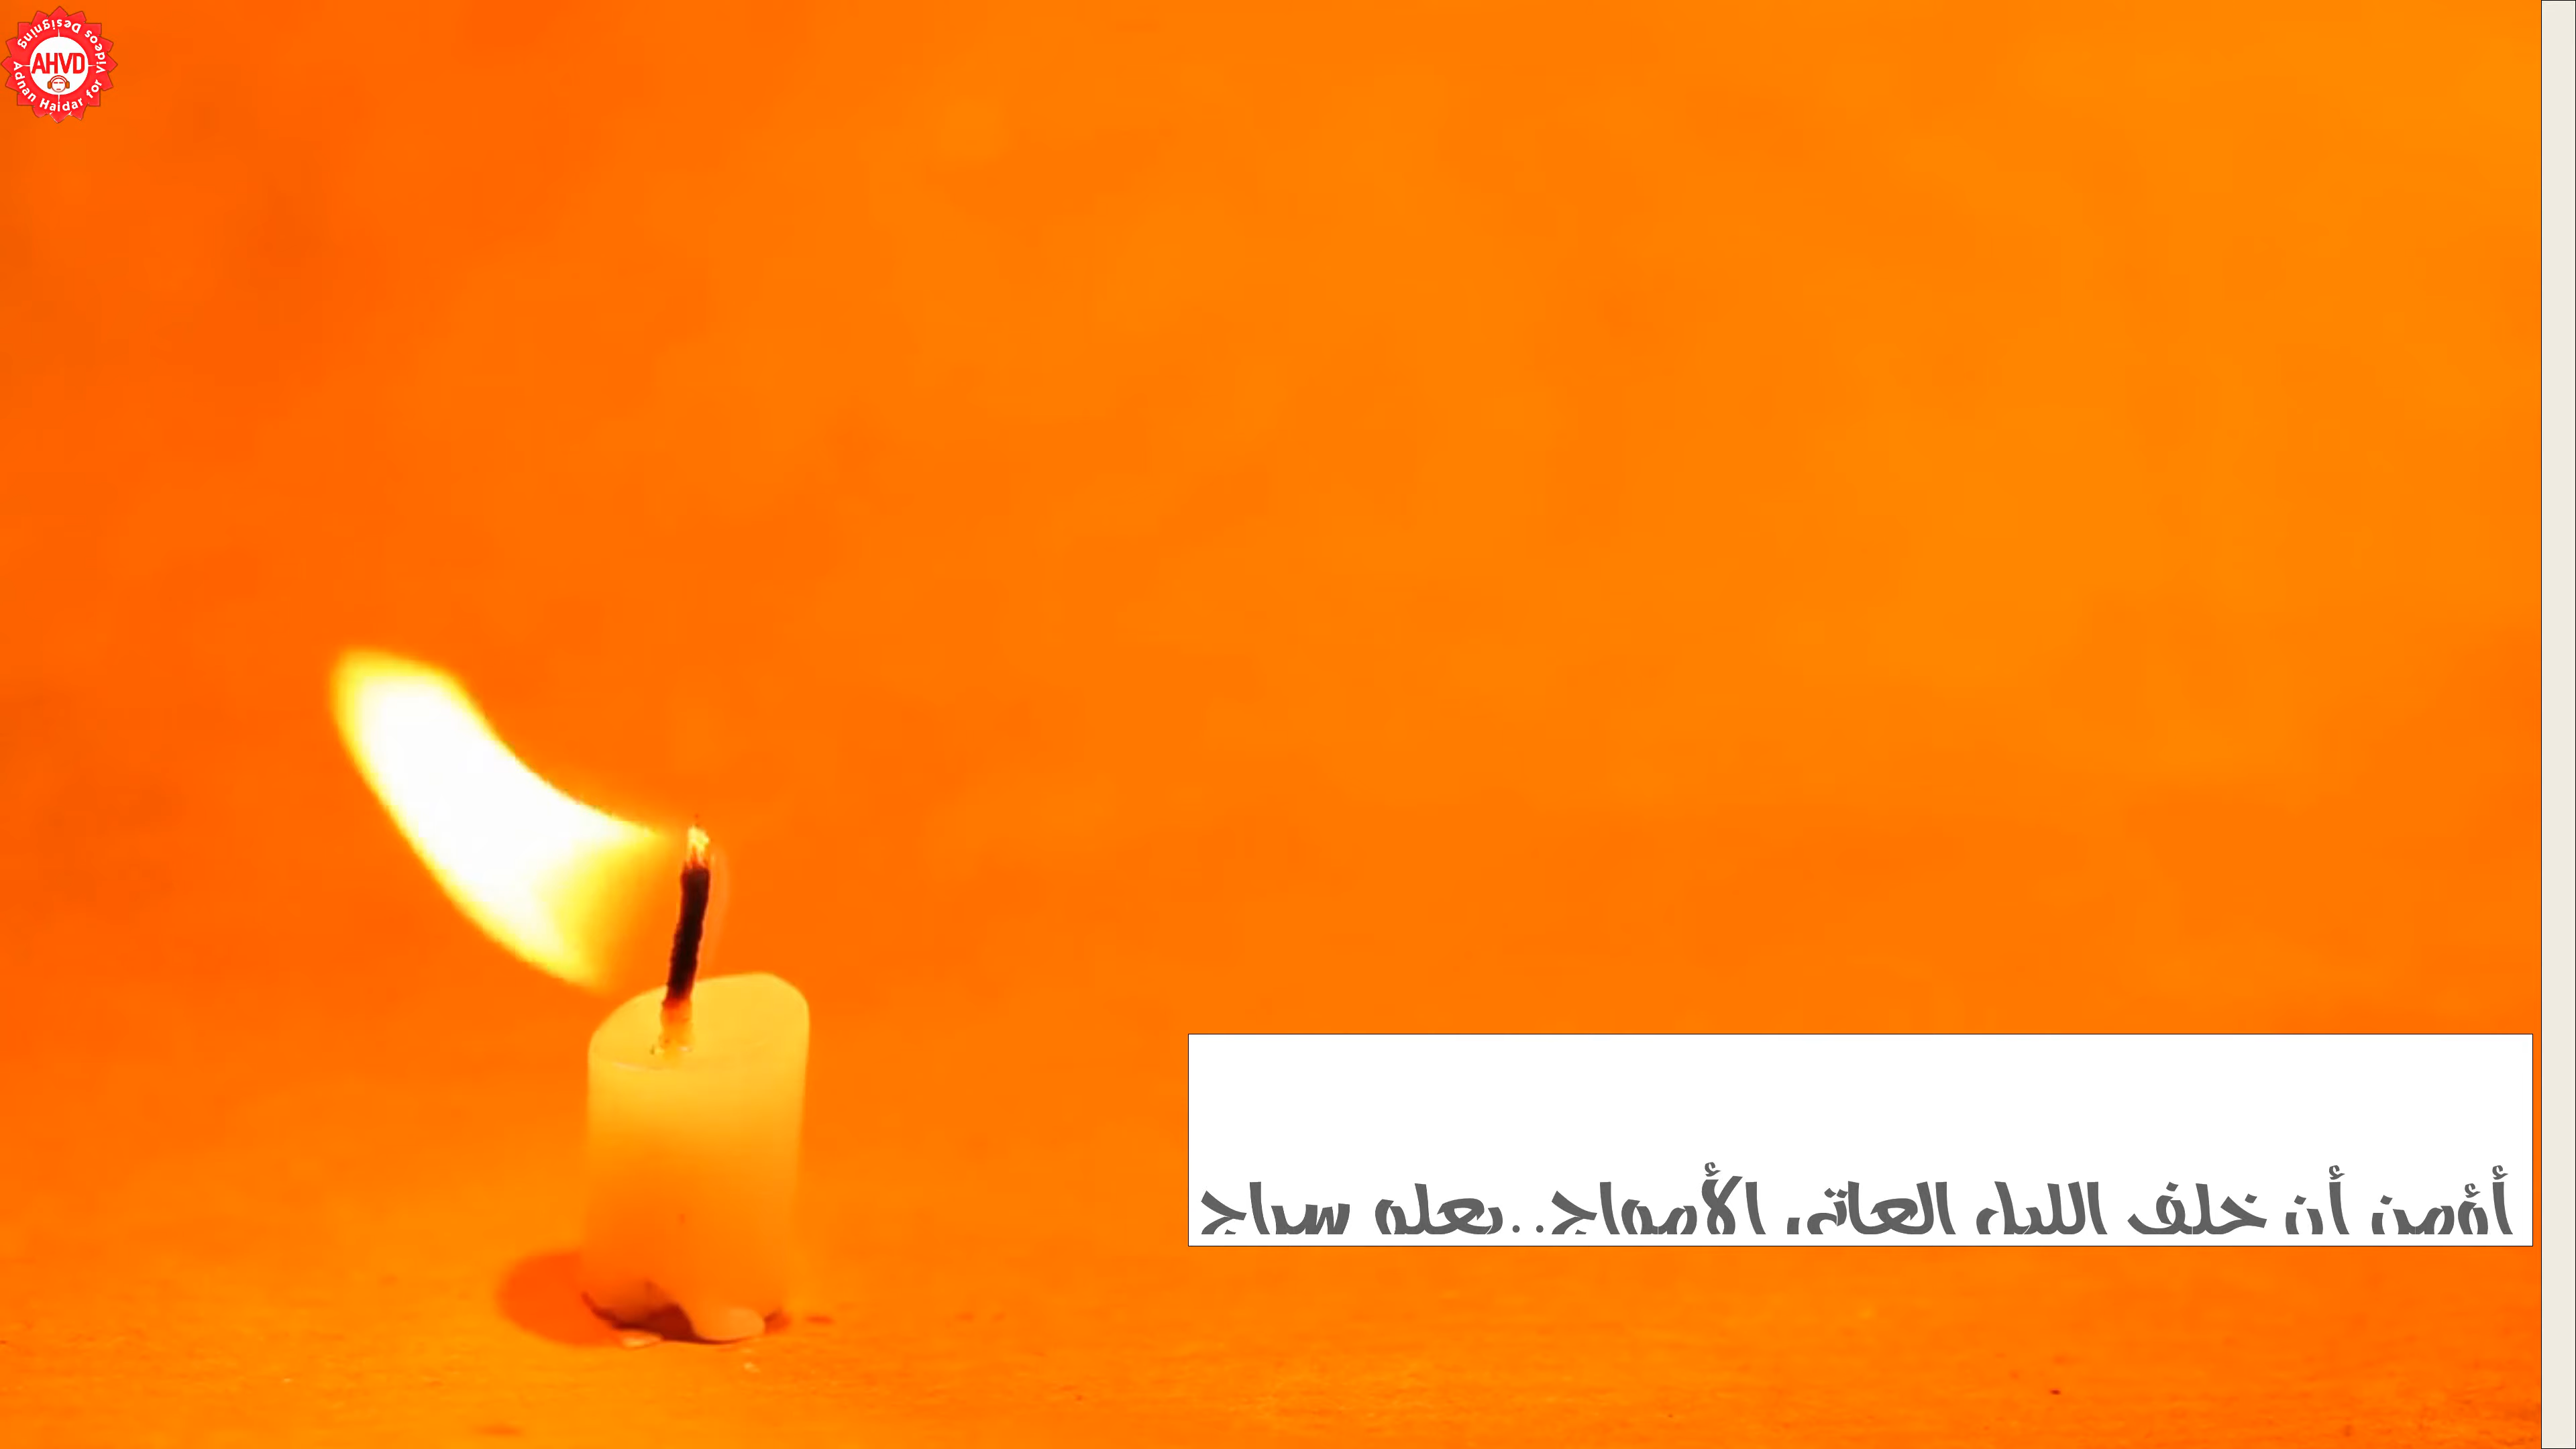 Adnan Haidar for Videos Designing
AHVD
أؤمن أن خلف الليل العاتي الأمواج..يعلو سراج